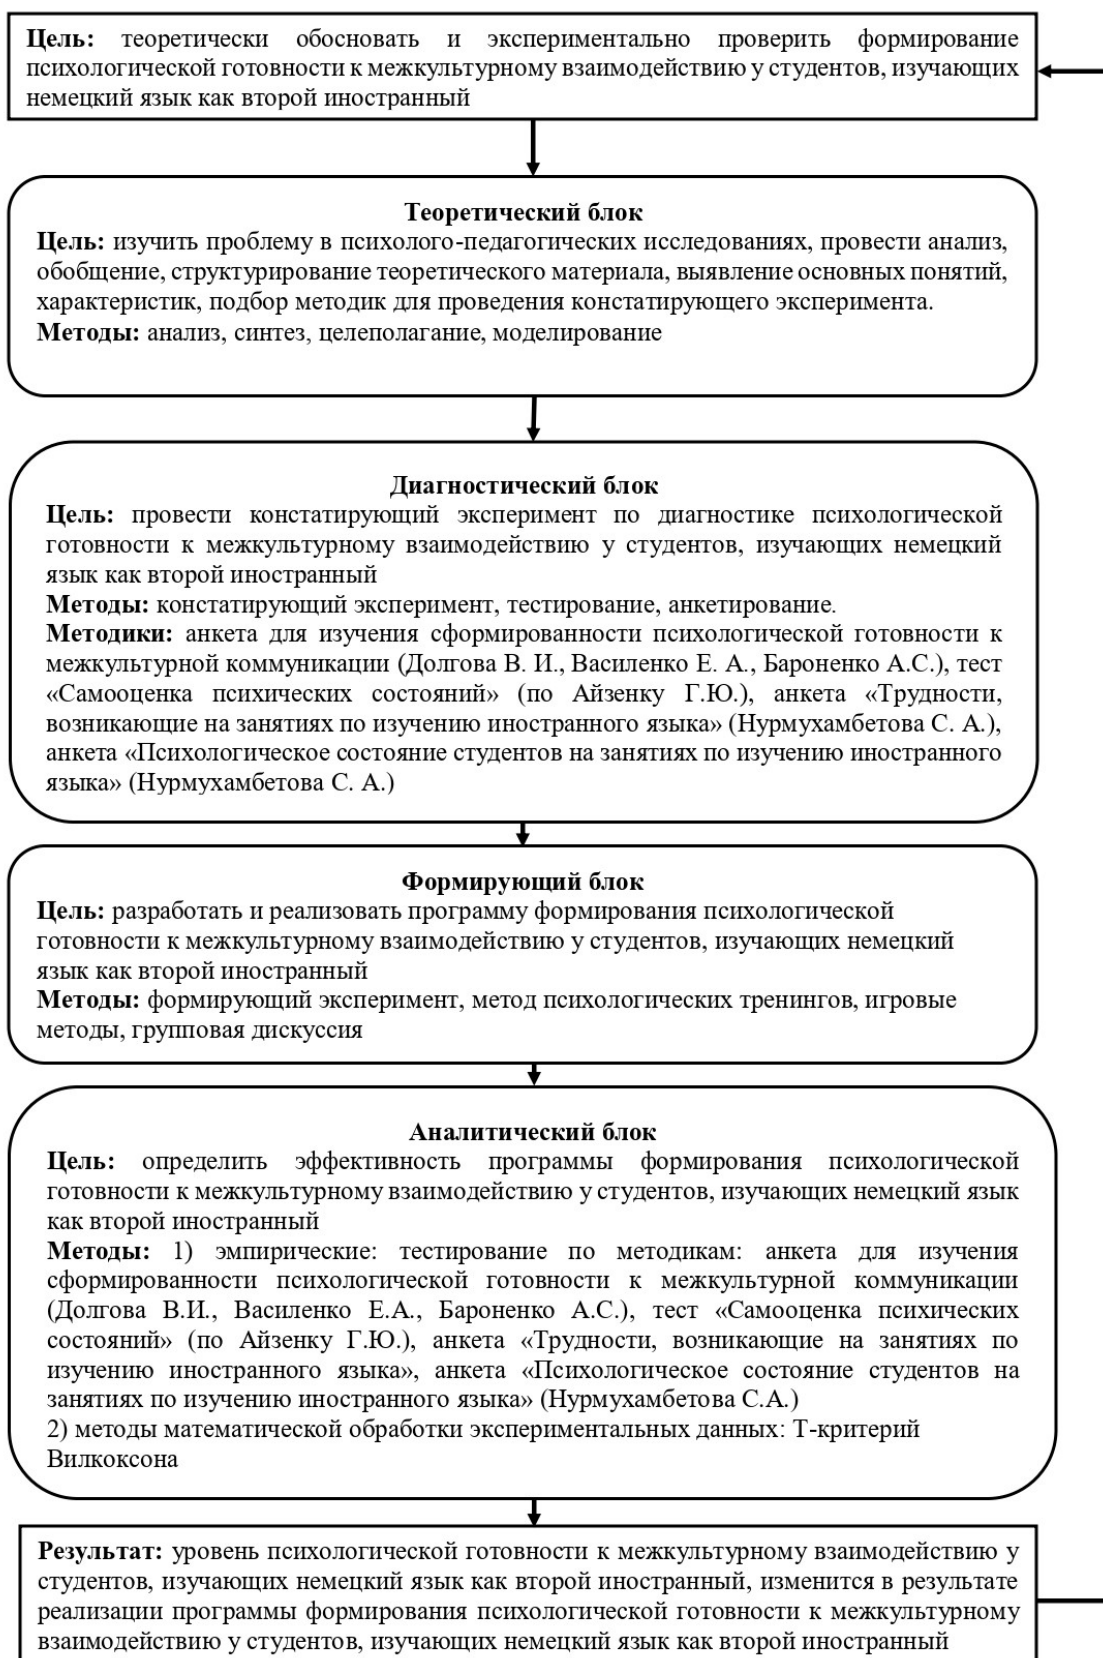 Цель: теоретически обосновать и экспериментально проверить формирование
психологической готовности к межкультурному взаимодействию у студентов, изучающих
немецкий язык как второй иностранный
Теоретический блок
Цель: изучить проблему в психолого-педагогических исследованиях, провести анализ,
обобщение, структурирование теоретического материала, выявление основных понятий,
характеристик, подбор методик для проведения констатирующего эксперимента.
Методы: анализ, синтез, целеполагание, моделирование
Диагностический блок
Цель: провести констатирующий эксперимент по диагностике психологической
готовности к межкультурному взаимодействию у студентов, изучающих немецкий
язык как второй иностранный
Методы: констатирующий эксперимент, тестирование, анкетирование.
Методики: анкета для изучения сформированности психологической готовности к
межкультурной коммуникации (Долгова В. И., Василенко Е. А., Бароненко А.С.), тест
«Самооценка психических состояний» (по Айзенку Г.Ю.), анкета «Трудности,
возникающие на занятиях по изучению иностранного языка» (Нурмухамбетова С. А.),
анкета «Психологическое состояние студентов на занятиях по изучению иностранного
языка» (Нурмухамбетова С. А.)
Формирующий блок
Цель: разработать и реализовать программу формирования психологической
готовности к межкультурному взаимодействию у студентов, изучающих немецкий
язык как второй иностранный
Методы: формирующий эксперимент, метод психологических тренингов, игровые
методы, групповая дискуссия
Аналитический блок
Цель: определить эффективность программы формирования психологической
готовности к межкультурному взаимодействию у студентов, изучающих немецкий язык
как второй иностранный
Методы: 1) эмпирические: тестирование по методикам: анкета для изучения
сформированности психологической готовности к межкультурной коммуникации
(Долгова В.И., Василенко Е.А., Бароненко А.С.), тест «Самооценка психических
состояний» (по Айзенку Г.Ю.), анкета «Трудности, возникающие на занятиях по
изучению иностранного языка», анкета «Психологическое состояние студентов на
занятиях по изучению иностранного языка» (Нурмухамбетова С.А.)
2) методы математической обработки экспериментальных данных: Т-критерий
Вилкоксона
Результат: уровень психологической готовности к межкультурному взаимодействию у
студентов, изучающих немецкий язык как второй иностранный, изменится в результате
реализации программы формирования психологической готовности к межкультурному
взаимодействию у студентов, изучающих немецкий язык как второй иностранный